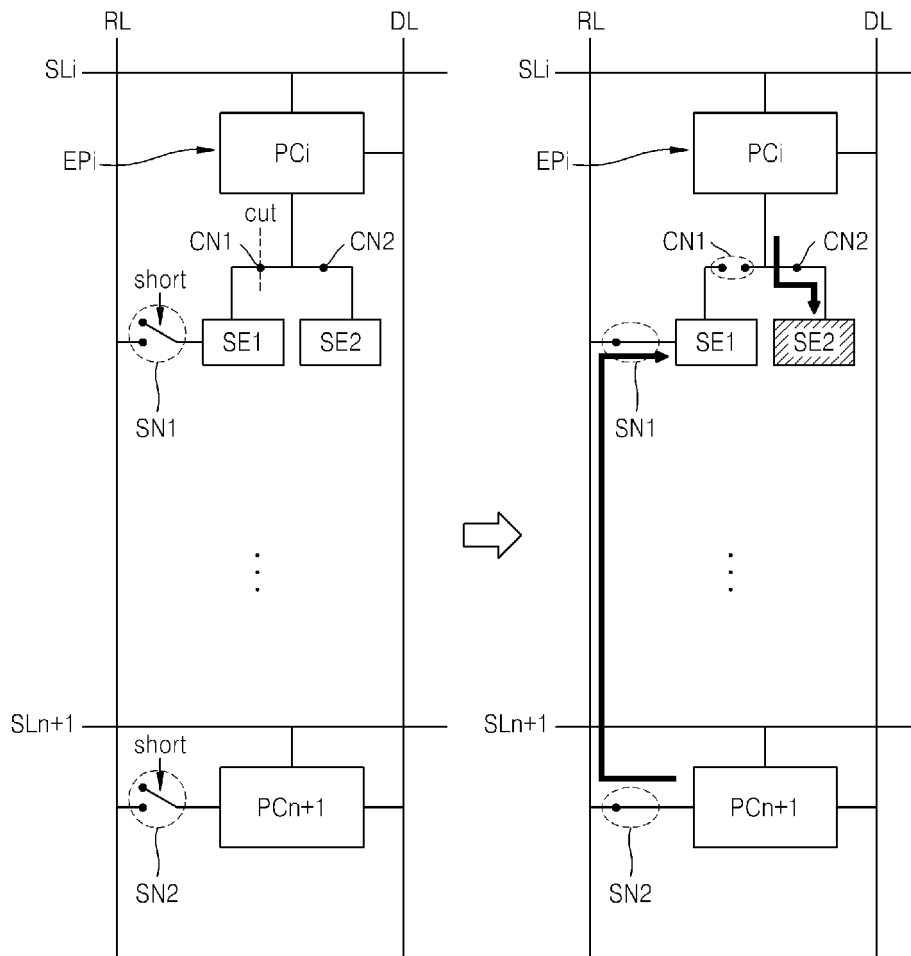 RL DL RL DL
SLi SLi
PCi PCi
EPi EPi
cut
CN1 CN2 CN1 CN2
short
SE1 SE2 SE1 SE2
SN1 SN1
SLn+1 SLn+1
short
PCn+1 PCn+1
SN2 SN2